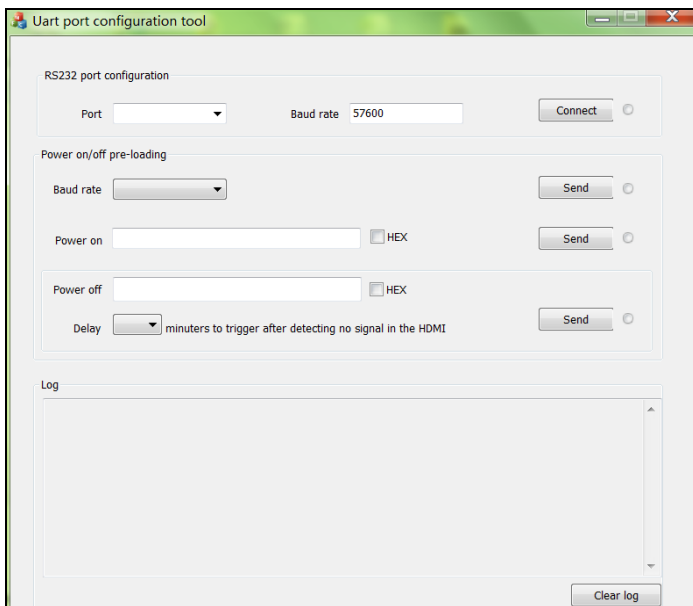 Uart port configuration tool
RS232 port configuration
Port Baud rate 57600 Connect
Power on/off pre-loading
Baud rate Send
Power on HEX Send
Power off HEX
Delay minuters to trigger after detecting no signal in the HDMI Send
Log
Clear log